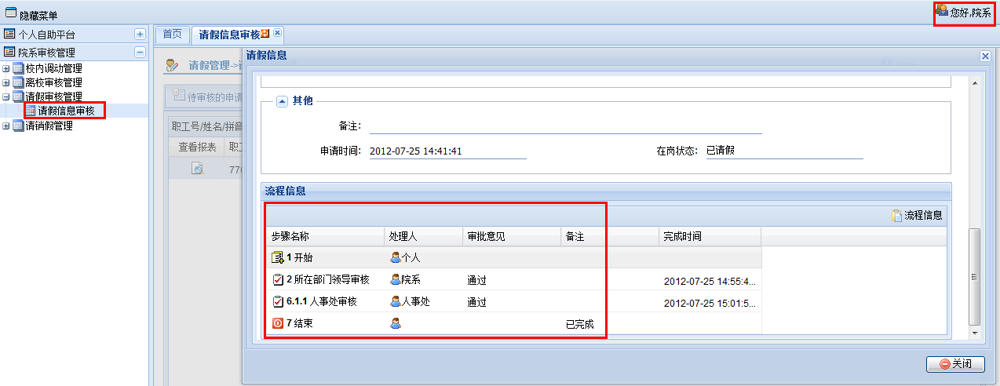 隐藏菜单
您好,院系
个人自助平台
院系审核管理
校内调动管理
离校审核管理
请假审核管理
请假信息审核
请销假管理
首页
请假信息审核
请假管理->
待审核的申请
职工号/姓名/拼音
查看报表 职工
770
请假信息
其他
备注:
申请时间: 2012-07-25 14:41:41 在岗状态: 已请假
流程信息
流程信息
步骤名称 处理人 审批意见 备注 完成时间
1 开始 个人
2 所在部门领导审核 院系 通过 2012-07-25 14:55:4...
6.1.1 人事处审核 人事处 通过 2012-07-25 15:01:5...
7 结束 已完成
关闭